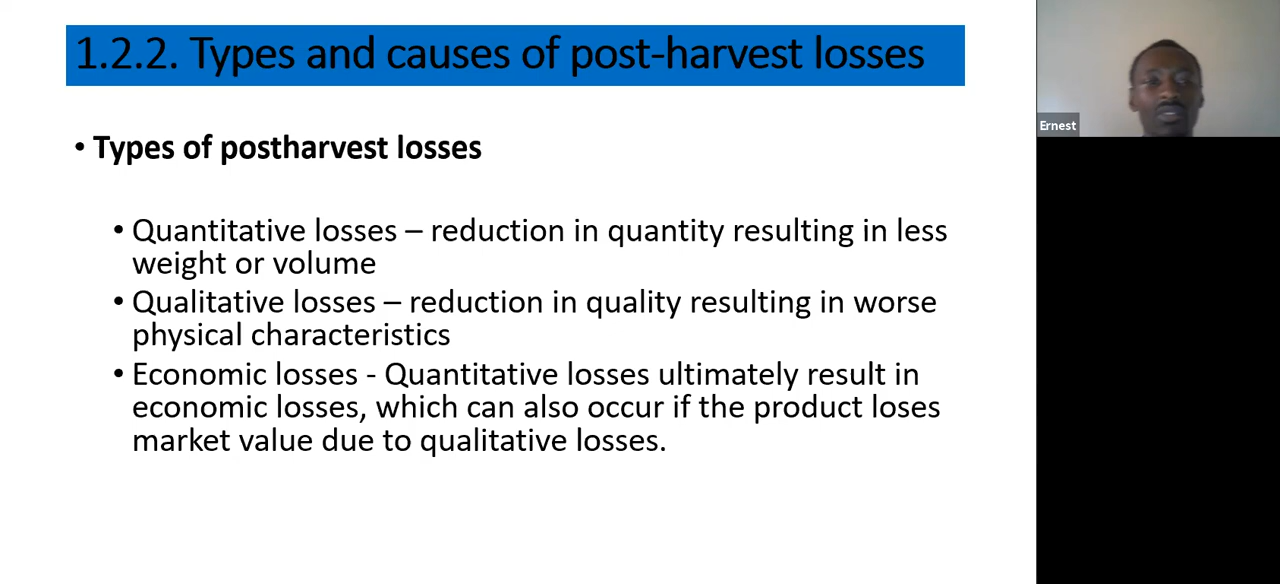 1.2.2. Types and causes of post-harvest losses
• Types of postharvest losses
• Quantitative losses – reduction in quantity resulting in less
weight or volume
• Qualitative losses – reduction in quality resulting in worse
physical characteristics
• Economic losses - Quantitative losses ultimately result in
economic losses, which can also occur if the product loses
market value due to qualitative losses.
Ernest